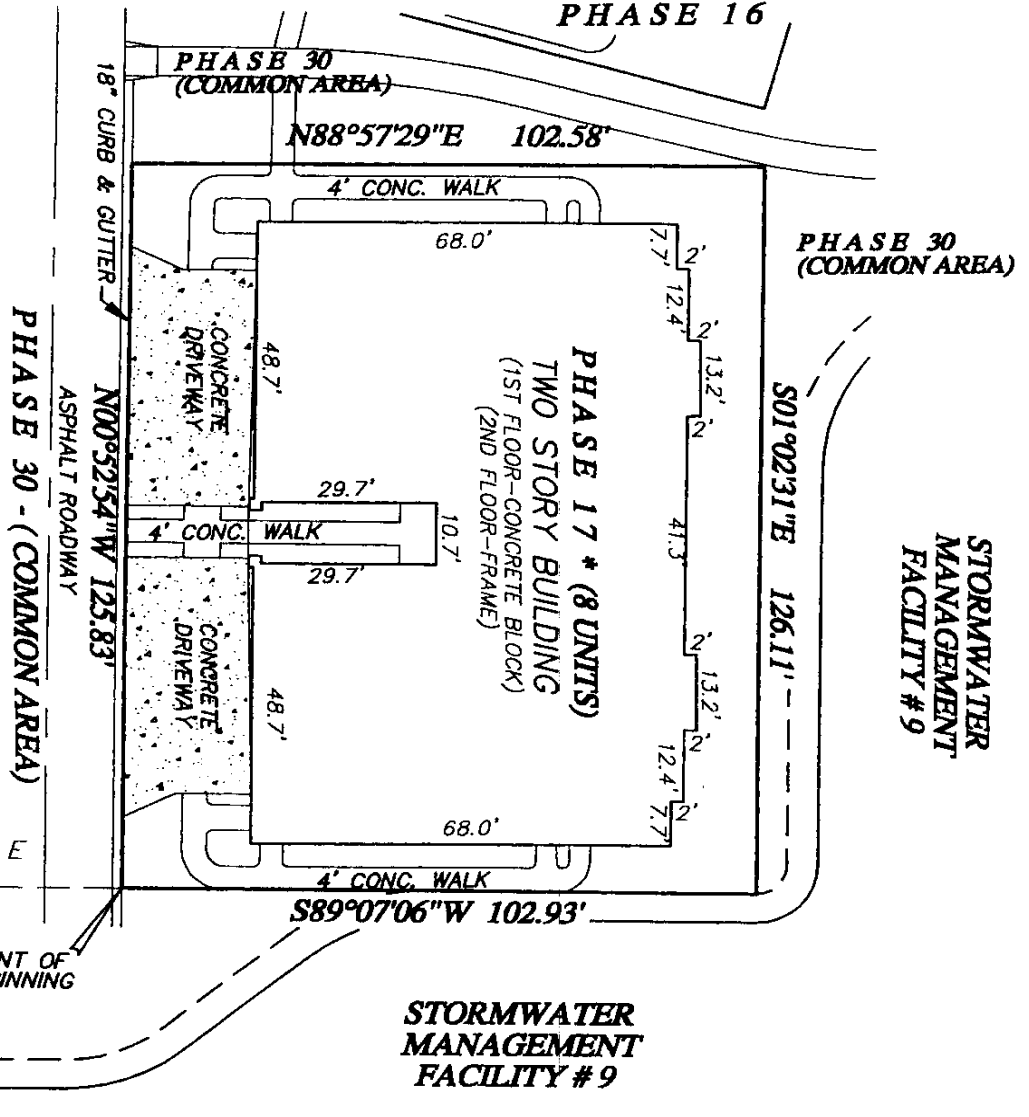 PHASE 16
PHASE 30
(COMMON AREA)
18" CURB & GUTTER
N88°57'29"E 102.58'
4' CONC. WALK
68.0'
7.7'
2'
12.4'
2'
13.2'
2'
41.3'
2'
13.2'
2'
12.4'
2'
7.7'
PHASE 30
(COMMON AREA)
S01°02'31"E 126.11'
STORMWATER
MANAGEMENT
FACILITY #9
CONCRETE
DRIVEWAY
48.7'
PHASE 17 * (8 UNITS)
TWO STORY BUILDING
(1ST FLOOR-CONCRETE BLOCK)
(2ND FLOOR-FRAME)
29.7'
4' CONC. WALK
10.7'
29.7'
CONCRETE
DRIVEWAY
48.7'
N00°52'54"W 125.83'
ASPHALT ROADWAY
PHASE 30 - (COMMON AREA)
68.0'
4' CONC. WALK
E
S89°07'06"W 102.93'
NT OF
INNING
STORMWATER
MANAGEMENT
FACILITY #9